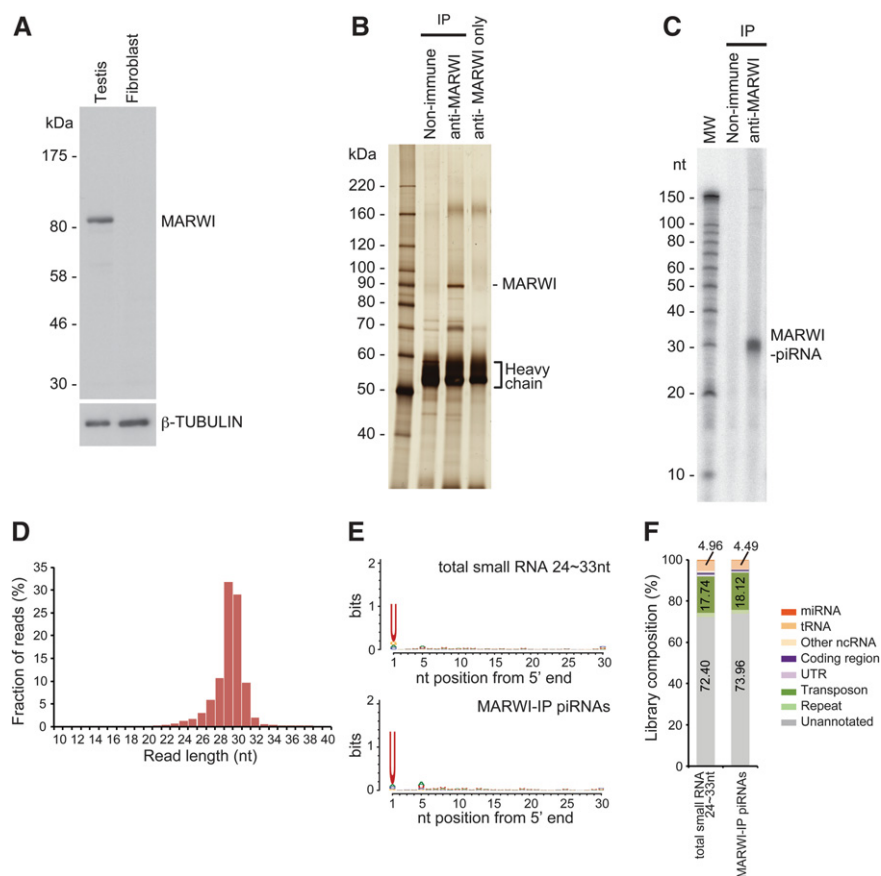 A
Testis
Fibroblast
kDa
175 -
80 -
58 -
46 -
30 -
MARWI
β-TUBULIN
B
IP
Non-immune
anti-MARWI
anti- MARWI only
kDa
220 -
160 -
120 -
100 -
90 -
80 -
70 -
60 -
50 -
40 -
- MARWI
Heavy
chain
C
IP
MW
Non-immune
anti-MARWI
nt
150 -
100 -
80 -
60 -
50 -
40 -
30 -
20 -
10 -
MARWI
-piRNA
D
Fraction of reads (%)
35
30
25
20
15
10
5
0
10 12 14 16 18 20 22 24 26 28 30 32 34 36 38 40
Read length (nt)
E
total small RNA 24~33nt
bits
2
1
0
U
1 5 10 15 20 25 30
nt position from 5' end
MARWI-IP piRNAs
bits
2
1
0
U
1 5 10 15 20 25 30
nt position from 5' end
F
Library composition (%)
100
80
60
40
20
0
4.96 4.49
17.74 18.12
72.40 73.96
total small RNA
24~33nt
MARWI-IP piRNAs
miRNA
tRNA
Other ncRNA
Coding region
UTR
Transposon
Repeat
Unannotated